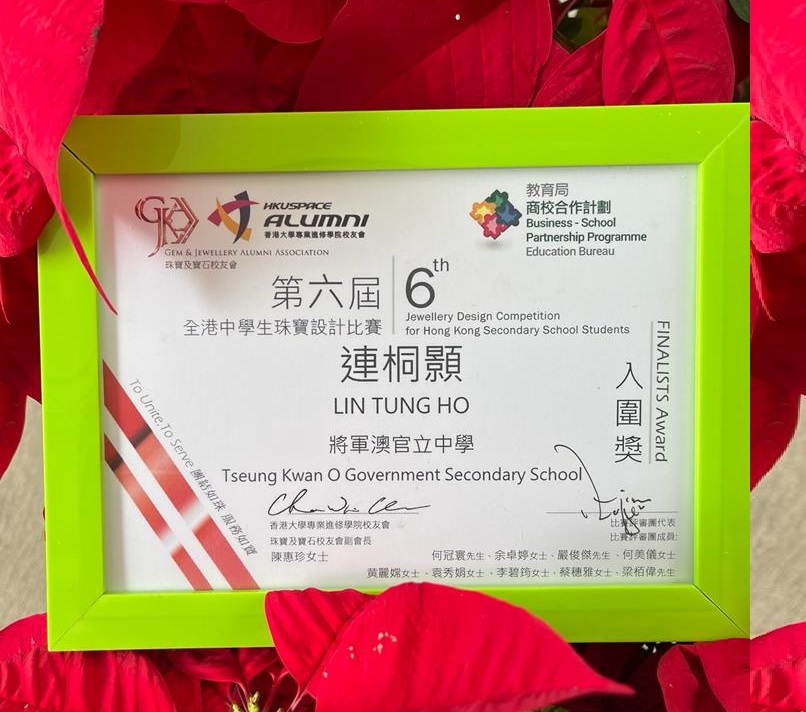 GJA
HKUSPACE
ALUMNI
香港大學專業進修學院校友會
GEM & JEWELLERY ALUMNI ASSOCIATION
珠寶及寶石校友會
教育局
商校合作計劃
Business - School
Partnership Programme
Education Bureau
第六屆
全港中學生珠寶設計比賽
6th
Jewellery Design Competition
for Hong Kong Secondary School Students
連桐顥
LIN TUNG HO
將軍澳官立中學
Tseung Kwan O Government Secondary School
入圍獎
FINALISTS Award
To Unite,To Serve 團結如珠 服務如寶
香港大學專業進修學院校友會
珠寶及寶石校友會副會長
陳惠珍女士
比賽評審團代表
比賽評審團成員:
何冠寰先生、余卓婷女士、嚴俊傑先生、何美儀女士
黃麗嫦女士、袁秀娟女士、李碧筠女士、蔡穗雅女士、梁栢偉先生